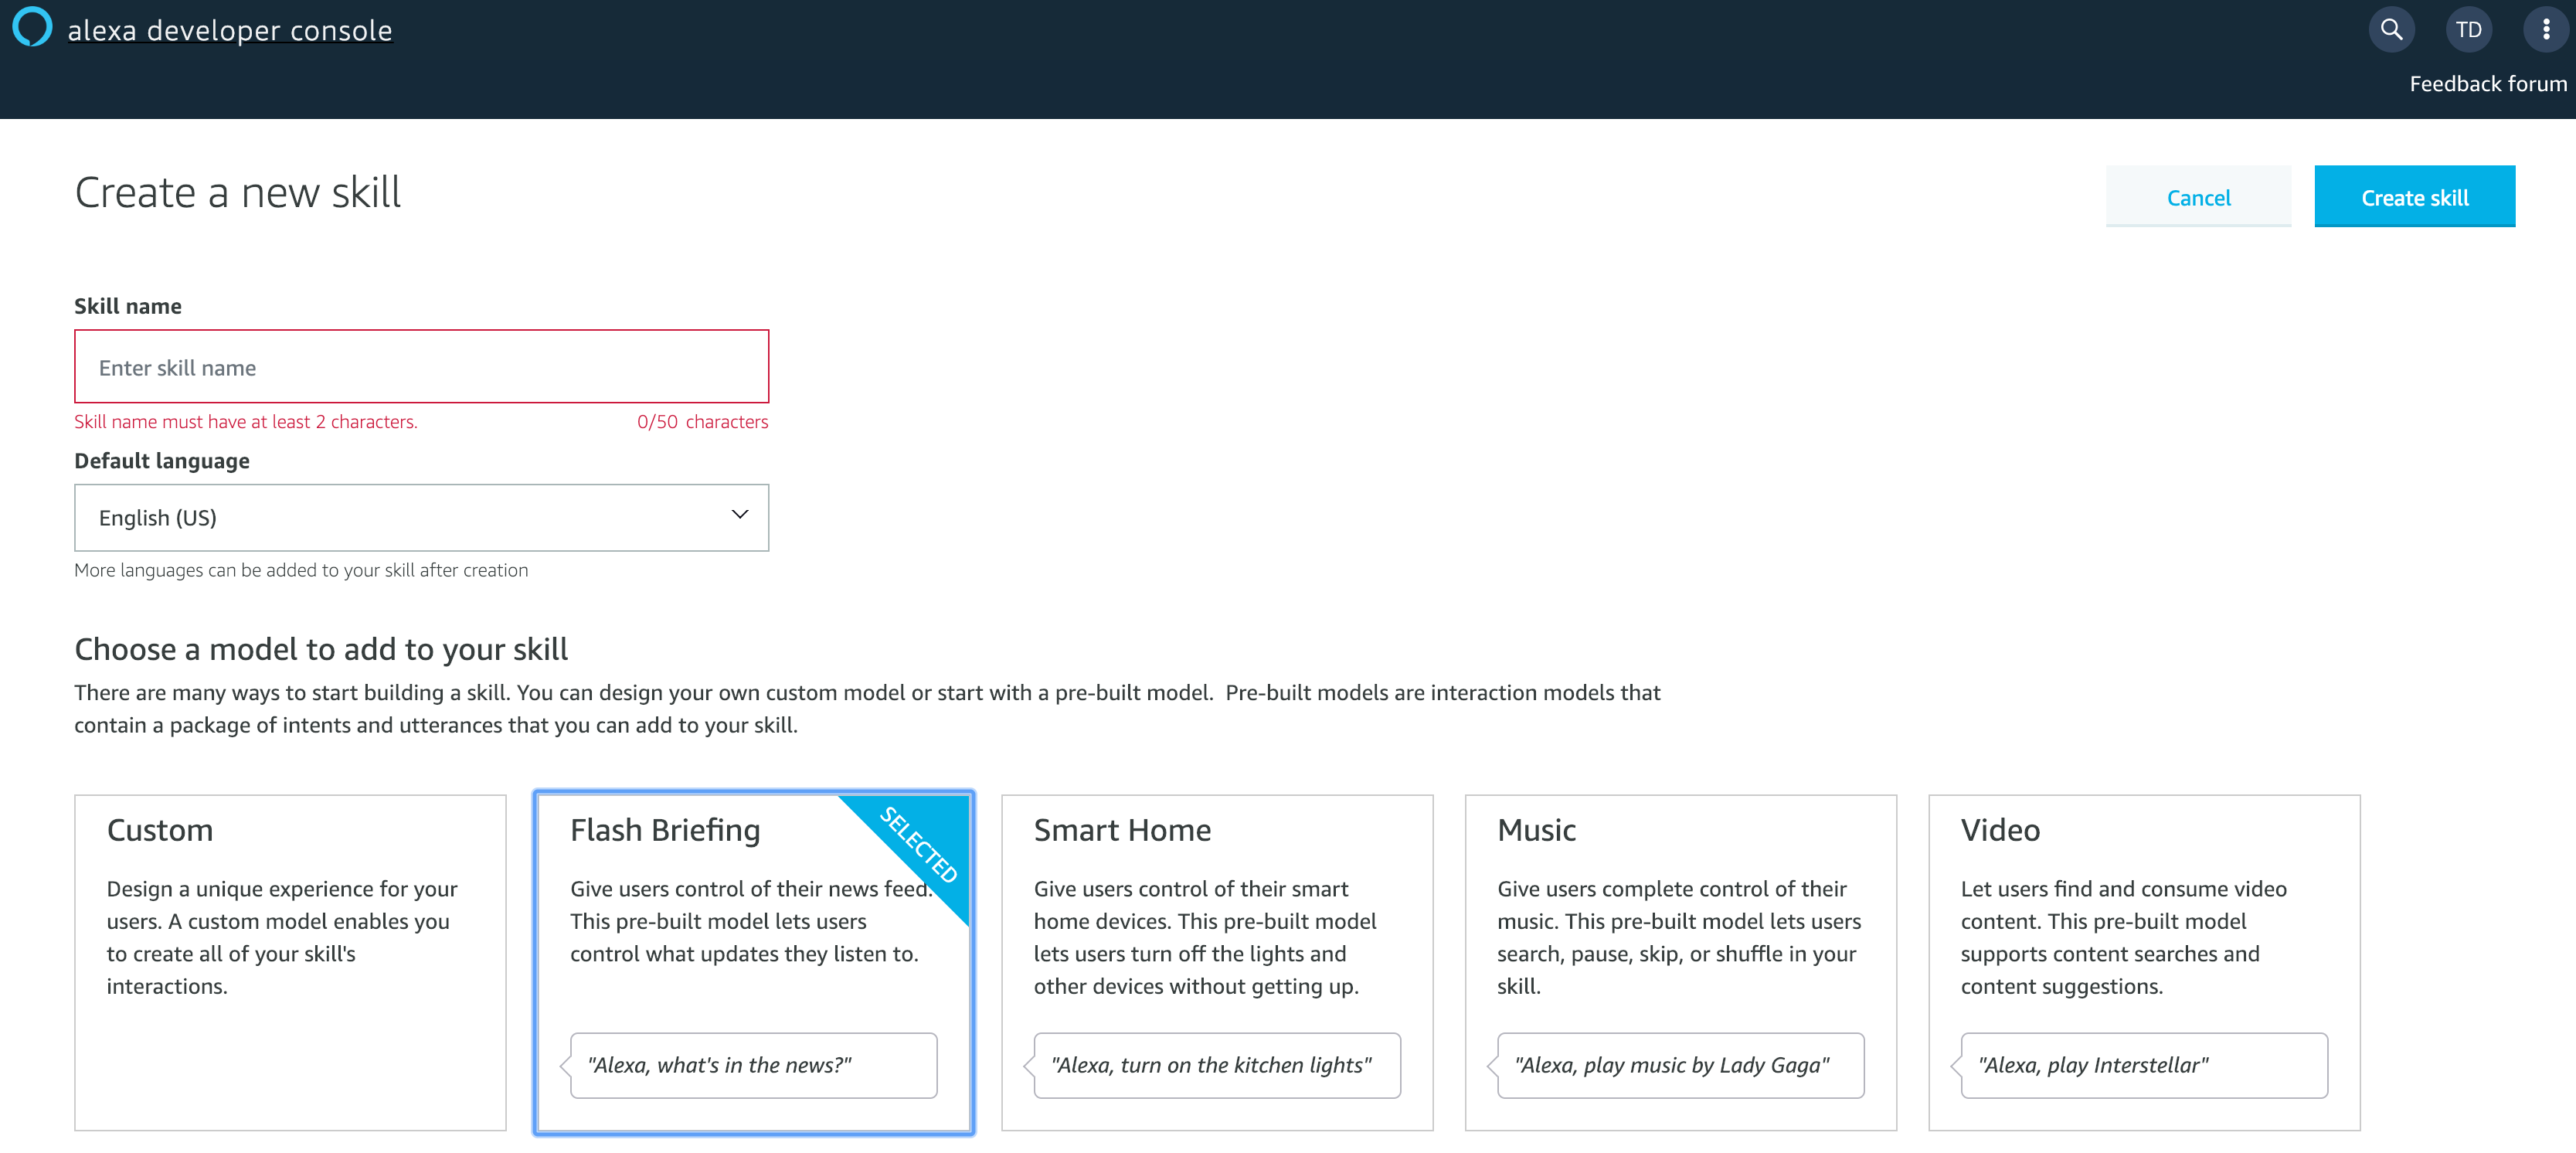 alexa developer console
TD
Feedback forum
Create a new skill
Cancel
Create skill
Skill name
Enter skill name
Skill name must have at least 2 characters.
0/50 characters
Default language
English (US)
More languages can be added to your skill after creation
Choose a model to add to your skill
There are many ways to start building a skill. You can design your own custom model or start with a pre-built model.  Pre-built models are interaction models that
contain a package of intents and utterances that you can add to your skill.
Custom
Design a unique experience for your
users. A custom model enables you
to create all of your skill's
interactions.
Flash Briefing
SELECTED
Give users control of their news feed.
This pre-built model lets users
control what updates they listen to.
"Alexa, what's in the news?"
Smart Home
Give users control of their smart
home devices. This pre-built model
lets users turn off the lights and
other devices without getting up.
"Alexa, turn on the kitchen lights"
Music
Give users complete control of their
music. This pre-built model lets users
search, pause, skip, or shuffle in your
skill.
"Alexa, play music by Lady Gaga"
Video
Let users find and consume video
content. This pre-built model
supports content searches and
content suggestions.
"Alexa, play Interstellar"